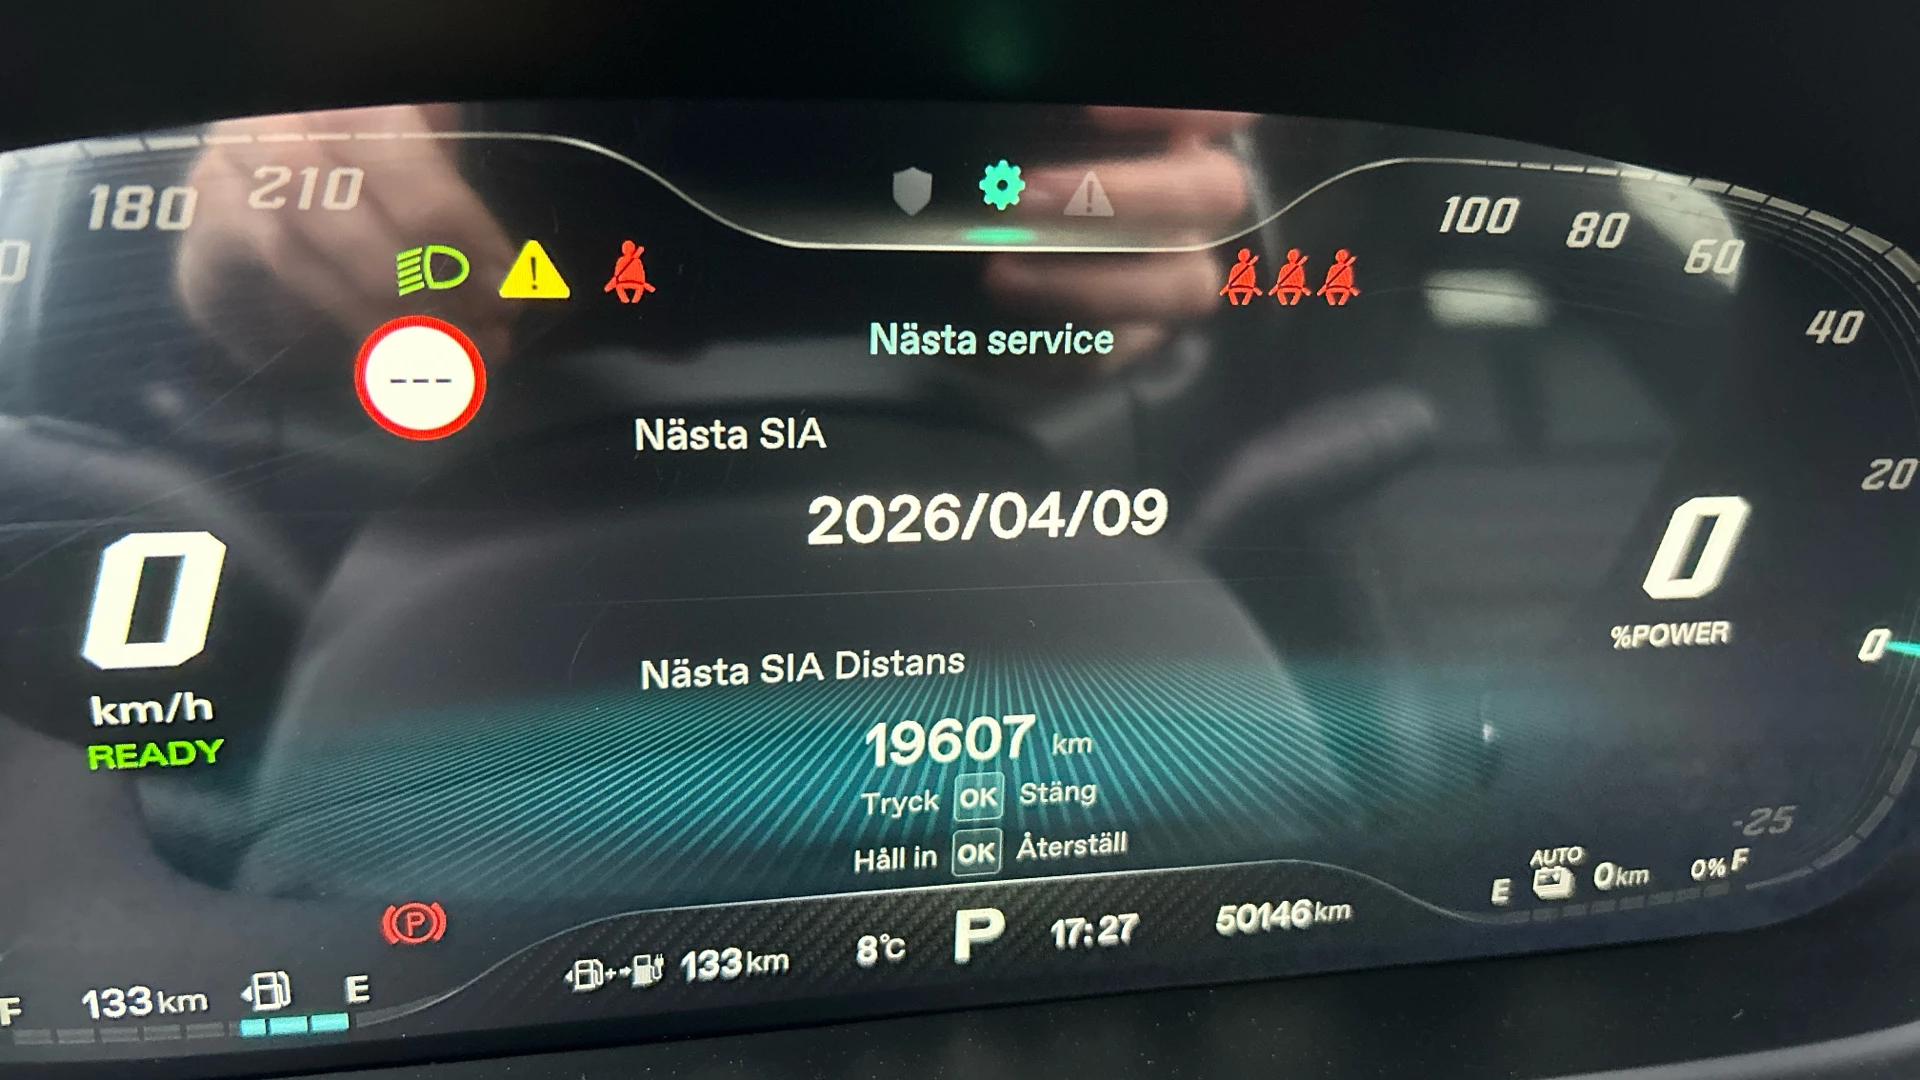 180
210
100
80
60
40
20
0
-25
---
Nästa service
Nästa SIA
2026/04/09
Nästa SIA Distans
19607 km
Tryck OK Stäng
Håll in OK Återställ
0
km/h
READY
0
%POWER
P
F 133km E
133km
8°C
P
17:27
50146km
E AUTO 0km 0% F